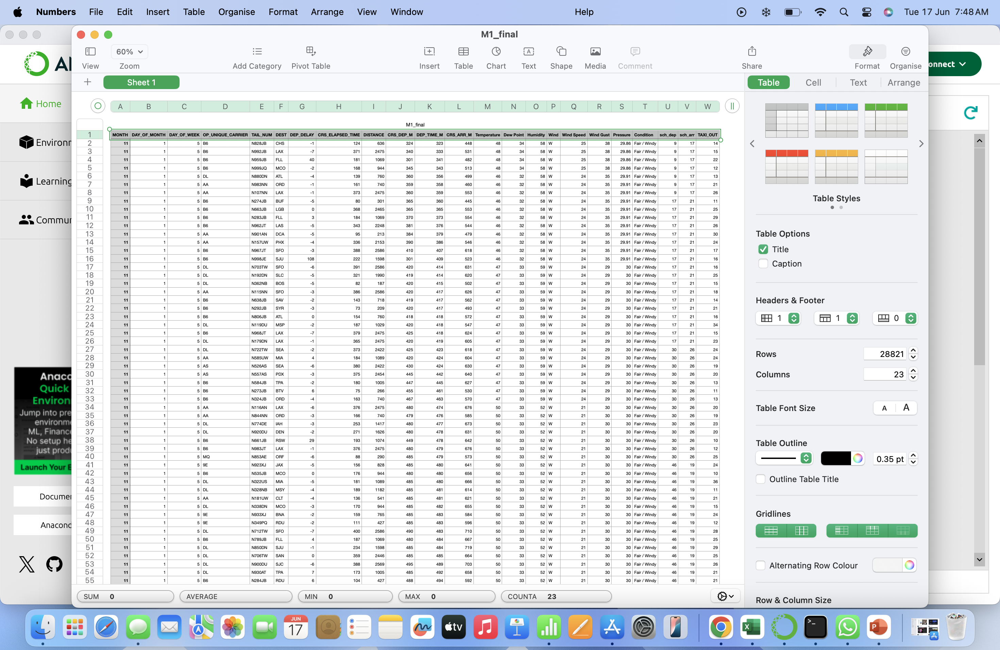 Numbers File Edit Insert Table Organise Format Arrange View Window Help Tue 17 Jun 7:48 AM
M1_final
60%
View Zoom Add Category Pivot Table Insert Table Chart Text Shape Media Comment Share Format Organise
Sheet 1
Table Cell Text Arrange
onnect
Home
Learning
A B C D E F G H I J K L M N O P Q R S T U V W
M1_final
1 MONTH DAY_OF_MONTH DAY_OF_WEEK OP_UNIQUE_CARRIER TAIL_NUM DEST DEP_DELAY CRS_ELAPSED_TIME DISTANCE CRS_DEP_M DEP_TIME_M CRS_ARR_M Temperature Dew Point Humidity Wind Wind Speed Wind Gust Pressure Condition sch_dep sch_arr TAXI_OUT
2 11 1 5 B6 N828JB CHS -1 124 636 324 323 448 48 34 58 W 25 38 29.86 Fair / Windy 9 17 14
3 11 1 5 B6 N992JB LAX -7 371 2475 340 333 531 48 34 58 W 25 38 29.86 Fair / Windy 9 17 15
4 11 1 5 B6 N959JB FLL 40 181 1069 301 341 482 48 34 58 W 25 38 29.86 Fair / Windy 9 17 22
5 11 1 5 B6 N999JQ MCO -2 168 944 345 343 513 48 34 58 W 25 38 29.86 Fair / Windy 9 17 12
6 11 1 5 DL N880DN ATL -4 139 760 360 356 499 46 32 58 W 24 35 29.91 Fair / Windy 9 17 13
7 11 1 5 AA N983NN ORD -1 161 740 359 358 460 46 32 58 W 24 35 29.91 Fair / Windy 9 17 21
8 11 1 5 AA N107NN LAX -1 373 2475 360 359 553 46 32 58 W 24 35 29.91 Fair / Windy 9 17 26
9 11 1 5 B6 N274JB BUF -5 80 301 365 360 445 46 32 58 W 24 35 29.91 Fair / Windy 17 21 11
10 11 1 5 B6 N663JB LGB 0 368 2465 365 365 553 46 32 58 W 24 35 29.91 Fair / Windy 17 21 25
11 11 1 5 B6 N283JB FLL 3 184 1069 370 373 554 46 32 58 W 24 35 29.91 Fair / Windy 17 21 29
12 11 1 5 B6 N962JT LAS -5 343 2248 381 376 544 46 32 58 W 24 35 29.91 Fair / Windy 17 21 26
13 11 1 5 AA N901AN DCA -5 95 213 384 379 479 46 32 58 W 24 35 29.91 Fair / Windy 17 21 30
14 11 1 5 AA N157UW PHX -4 336 2153 390 386 546 46 32 58 W 24 35 29.91 Fair / Windy 17 21 24
15 11 1 5 B6 N967JT SFO -3 388 2586 410 407 618 46 32 58 W 24 35 29.91 Fair / Windy 17 21 17
16 11 1 5 B6 N998JE SJU 108 222 1598 301 409 523 46 32 58 W 24 35 29.91 Fair / Windy 17 21 16
17 11 1 5 DL N703TW SFO -6 391 2586 420 414 631 47 33 59 W 24 29 30 Fair / Windy 17 21 16
18 11 1 5 DL N192DN SLC -5 321 1990 419 414 620 47 33 59 W 24 29 30 Fair / Windy 17 21 25
19 11 1 5 DL N362NB BOS -5 82 187 420 415 502 47 33 59 W 24 29 30 Fair / Windy 17 21 15
20 11 1 5 AA N115NN SFO -3 386 2586 420 417 626 47 33 59 W 24 29 30 Fair / Windy 17 21 18
21 11 1 5 B6 N638JB SAV -2 143 718 419 417 562 47 33 59 W 24 29 30 Fair / Windy 17 21 14
22 11 1 5 B6 N292JB SYR -3 73 209 420 417 493 47 33 59 W 24 29 30 Fair / Windy 17 21 21
23 11 1 5 B6 N806JB ATL 0 154 760 418 418 572 47 33 59 W 24 29 30 Fair / Windy 17 21 16
24 11 1 5 DL N119DU MSP -2 187 1029 420 418 547 47 33 59 W 24 29 30 Fair / Windy 17 21 34
25 11 1 5 B6 N968JT LAX -7 379 2475 425 418 624 47 33 59 W 24 29 30 Fair / Windy 17 21 15
26 11 1 5 DL N179DN LAX -1 365 2475 420 419 605 47 33 59 W 24 29 30 Fair / Windy 17 21 23
27 11 1 5 DL N722TW SEA -2 373 2422 425 423 618 47 33 59 W 24 29 30 Fair / Windy 30 26 24
28 11 1 5 AA N585UW MIA 4 184 1089 420 424 604 47 33 59 W 24 29 30 Fair / Windy 30 26 24
29 11 1 5 AS N526AS SEA -6 380 2422 430 424 630 47 33 59 W 24 29 30 Fair / Windy 30 26 19
30 11 1 5 AS N557AS PDX -3 375 2454 445 442 640 47 33 59 W 24 29 30 Fair / Windy 30 26 20
31 11 1 5 B6 N584JB TPA -2 180 1005 447 445 627 47 33 59 W 24 29 30 Fair / Windy 30 26 13
32 11 1 5 B6 N273JB BTV 6 75 266 455 461 530 47 33 59 W 24 29 30 Fair / Windy 30 26 11
33 11 1 5 B6 N324JB ORD -4 163 740 467 463 570 47 33 59 W 24 29 30 Fair / Windy 30 26 13
34 11 1 5 AA N116AN LAX -6 376 2475 480 474 676 50 33 52 W 21 30 30 Fair / Windy 30 26 20
35 11 1 5 AA N844NN ORD -3 166 740 479 476 585 50 33 52 W 21 30 30 Fair / Windy 30 26 19
36 11 1 5 DL N774DE IAH -3 253 1417 480 477 673 50 33 52 W 21 30 30 Fair / Windy 30 26 23
37 11 1 5 DL N920DU DEN -2 271 1626 480 478 631 50 33 52 W 21 30 30 Fair / Windy 30 26 20
38 11 1 5 B6 N661JB RSW 29 193 1074 449 478 642 50 33 52 W 21 30 30 Fair / Windy 30 26 10
39 11 1 5 B6 N983JT LAX -1 376 2475 480 479 676 50 33 52 W 21 30 30 Fair / Windy 30 26 12
40 11 1 5 MQ N853AE ORF -6 88 290 485 479 573 50 33 52 W 21 30 30 Fair / Windy 30 26 25
41 11 1 5 9E N923XJ JAX -5 156 828 485 480 641 50 33 52 W 21 30 30 Fair / Windy 46 19 24
42 11 1 5 B6 N535JB MCO 0 176 944 480 480 656 50 33 52 W 21 30 30 Fair / Windy 46 19 10
43 11 1 5 DL N322US MIA -5 181 1089 485 480 666 50 33 52 W 21 30 30 Fair / Windy 46 19 36
44 11 1 5 DL N328NB MSY -4 189 1182 485 481 614 50 33 52 W 21 30 30 Fair / Windy 46 19 11
45 11 1 5 AA N181UW CLT -4 136 541 485 481 621 50 33 52 W 21 30 30 Fair / Windy 46 19 21
46 11 1 5 DL N338DN MCO -3 170 944 485 482 655 50 33 52 W 21 30 30 Fair / Windy 46 19 15
47 11 1 5 9E N933XJ BNA -2 159 765 485 483 584 50 33 52 W 21 30 30 Fair / Windy 46 19 24
48 11 1 5 9E N349PQ RDU -2 111 427 485 483 596 50 33 52 W 21 30 30 Fair / Windy 46 19 12
49 11 1 5 DL N712TW SFO -7 400 2586 490 483 710 50 33 52 W 21 30 30 Fair / Windy 46 19 28
50 11 1 5 B6 N789JB FLL 4 187 1069 480 484 667 50 33 52 W 21 30 30 Fair / Windy 46 19 25
51 11 1 5 DL N850DN SJU -1 234 1598 485 484 719 50 33 52 W 21 30 30 Fair / Windy 46 19 29
52 11 1 5 DL N706TW SAN 0 359 2446 485 485 664 50 33 52 W 21 30 30 Fair / Windy 46 19 25
53 11 1 5 DL N900DU SJC -6 388 2569 495 489 703 50 33 52 W 21 30 30 Fair / Windy 46 19 26
54 11 1 5 DL N930AT TPA 7 173 1005 485 492 658 50 33 52 W 21 30 30 Fair / Windy 46 19 21
55 11 1 5 B6 N284JB RDU 6 104 427 488 494 592 50 33 52 W 21 30 30 Fair / Windy 46 19 21
SUM 0 AVERAGE MIN 0 MAX 0 COUNTA 23
Table Styles
Table Options
Title
Caption
Headers & Footer
1 1 0
Rows 28821
Columns 23
Table Font Size A A
Table Outline
0.35 pt
Outline Table Title
Gridlines
Alternating Row Colour
Row & Column Size
Anaco
Quick
Environ
Jump into pre
environme
ML, Finance
No setup he
just produ
Launch Your E
Documen
Anacond
JUN
17
tv